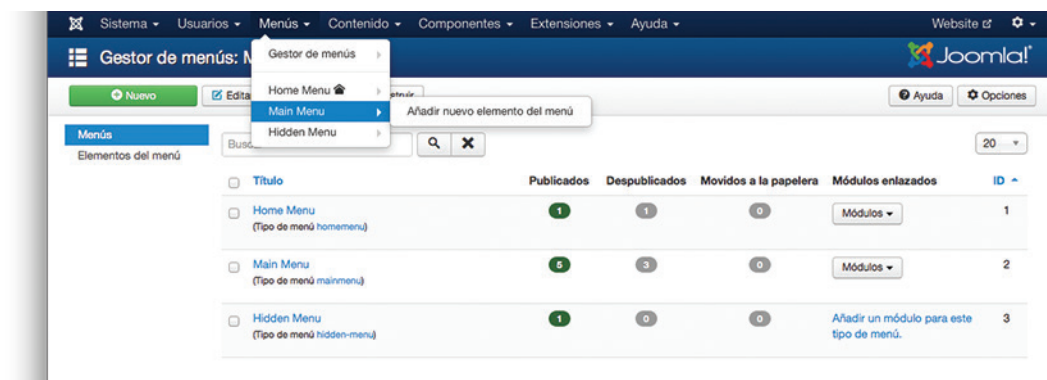 Sistema Usuarios Menús Contenido Componentes Extensiones Ayuda Website
Gestor de menús: M
Joomla!
Gestor de menús
Home Menu
Main Menu
Hidden Menu
Añadir nuevo elemento del menú
Nuevo
Ayuda Opciones
Menús
Elementos del menú
20
Título Publicados Despublicados Movidos a la papelera Módulos enlazados ID
Home Menu 1 1 0 Módulos 1
(Tipo de menú homemenu)
Main Menu 5 3 0 Módulos 2
(Tipo de menú mainmenu)
Hidden Menu 1 0 0 Añadir un módulo para este 3
(Tipo de menú hidden-menu) tipo de menú.